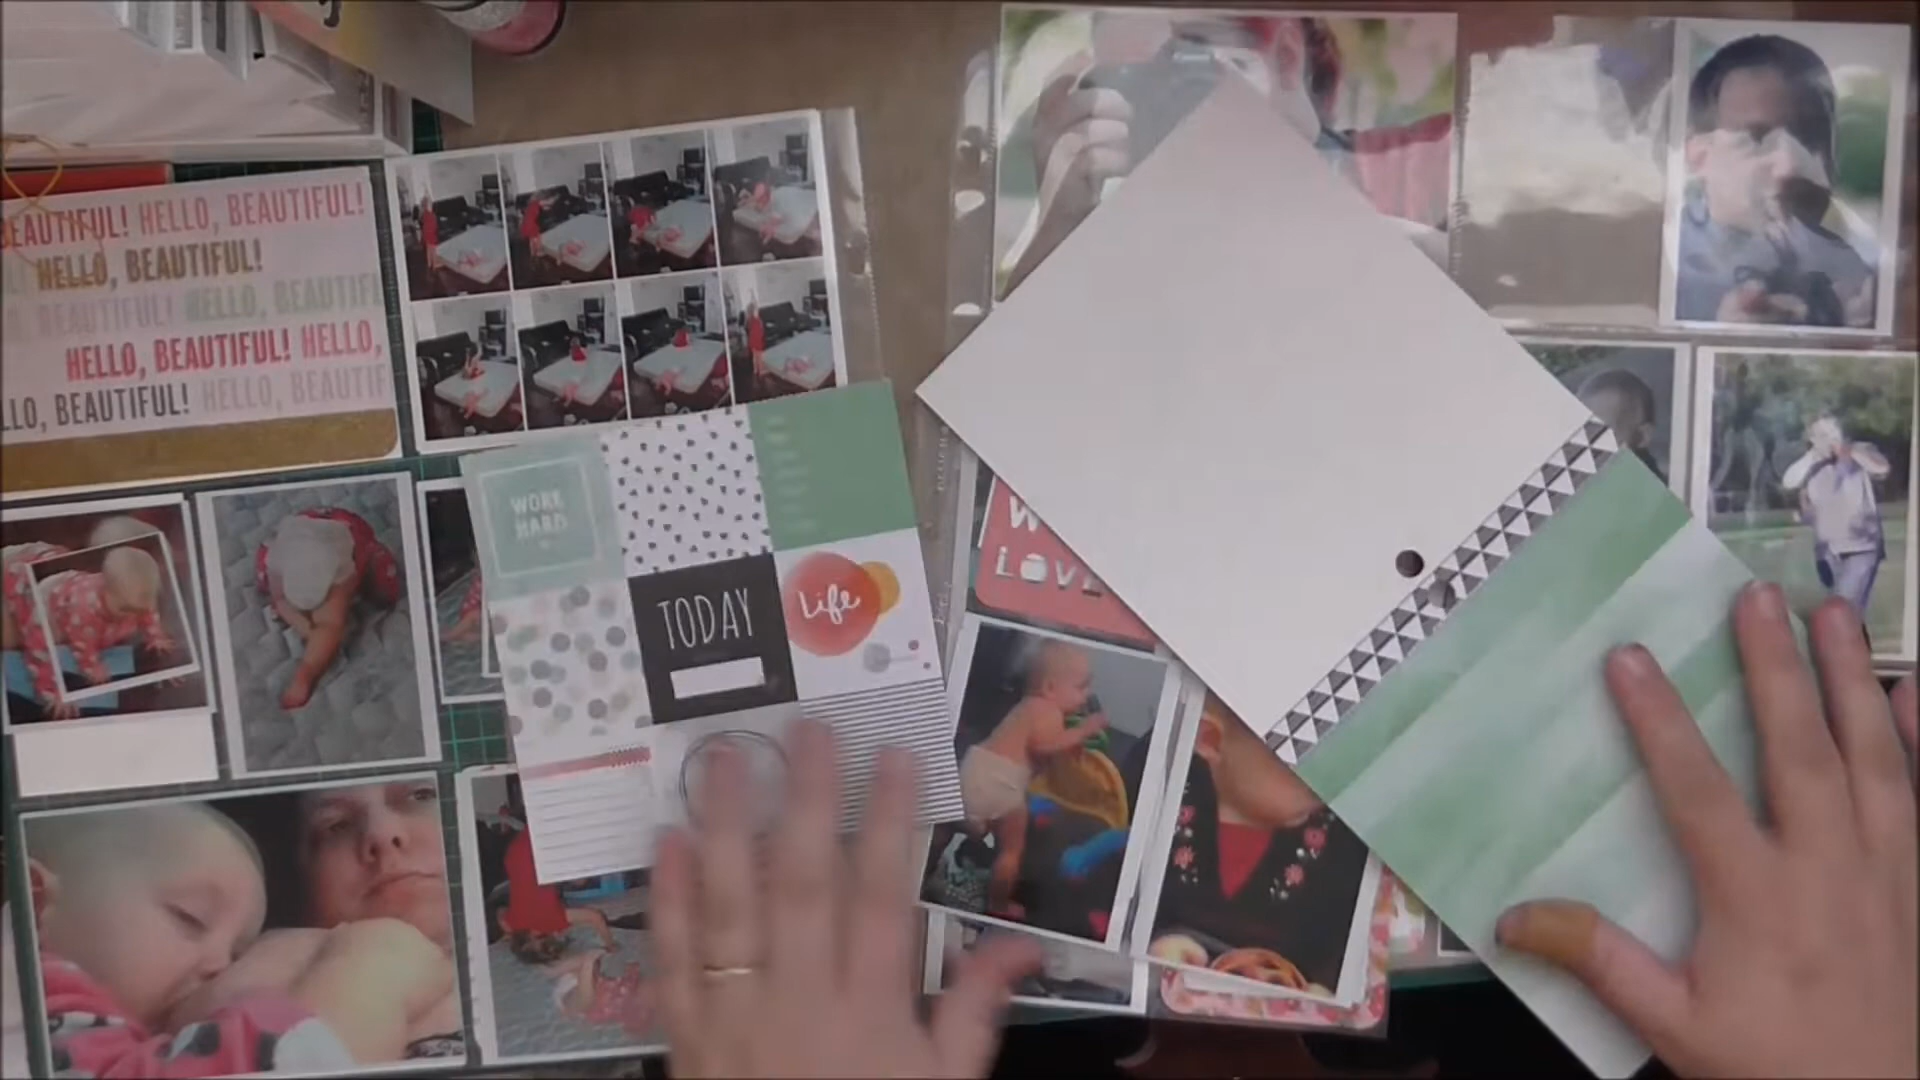 BEAUTIFUL! HELLO, BEAUTIFUL!
HELLO, BEAUTIFUL!
BEAUTIFUL! HELLO, BEAUTIFUL
HELLO, BEAUTIFUL! HELLO,
LLO, BEAUTIFUL! HELLO, BEAUTIF
WORK
HARD
TODAY
Life
LOVE